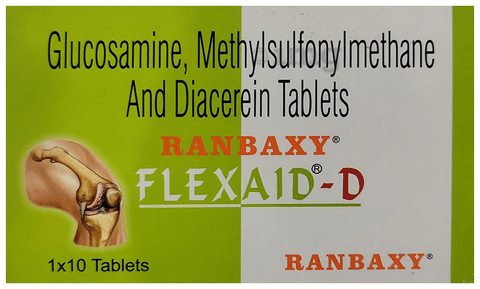 Glucosamine, Methylsulfonylmethane
And Diacerein Tablets
RANBAXY®
FLEXAID®-D
1x10 Tablets
RANBAXY®